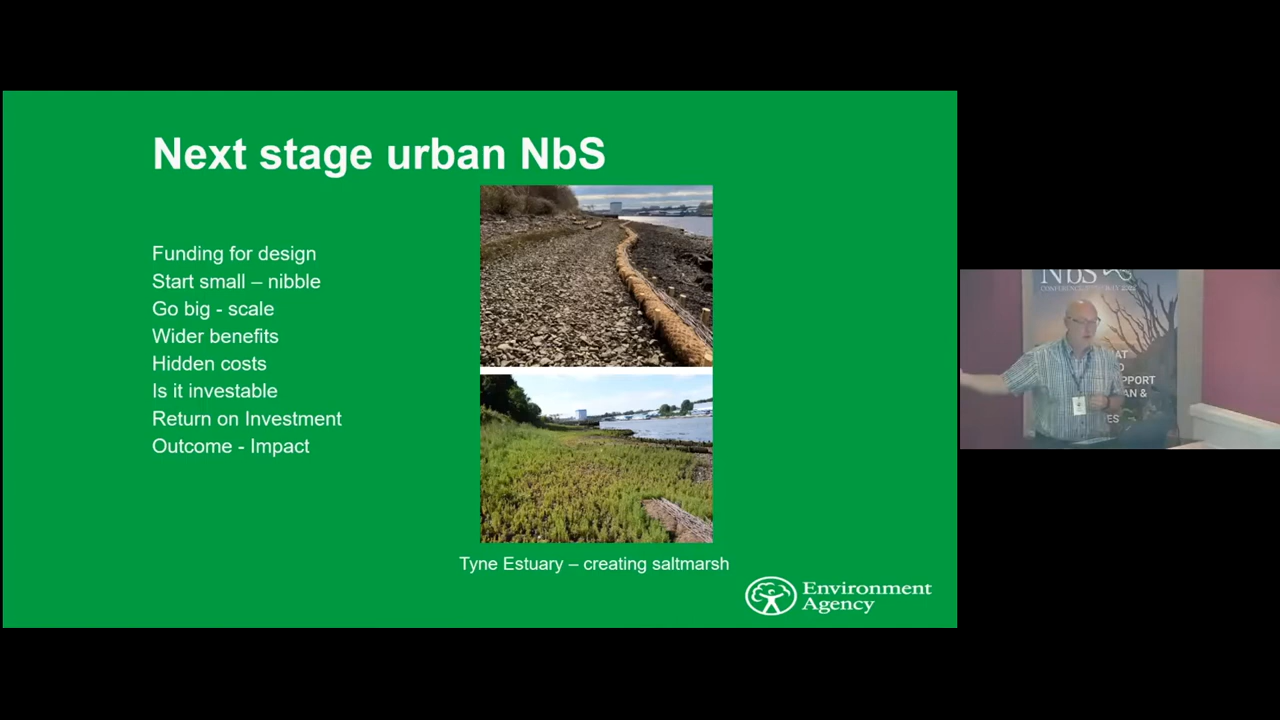 Next stage urban NbS
Funding for design
Start small – nibble
Go big - scale
Wider benefits
Hidden costs
Is it investable
Return on Investment
Outcome - Impact
Tyne Estuary – creating saltmarsh
Environment
Agency
NbS